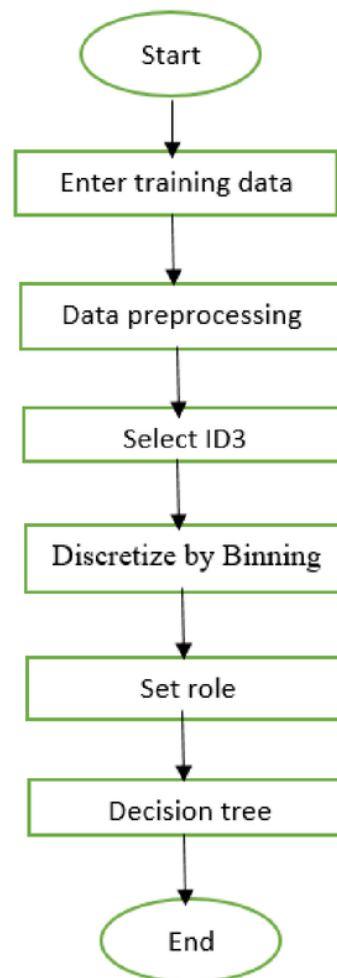 Start
Enter training data
Data preprocessing
Select ID3
Discretize by Binning
Set role
Decision tree
End